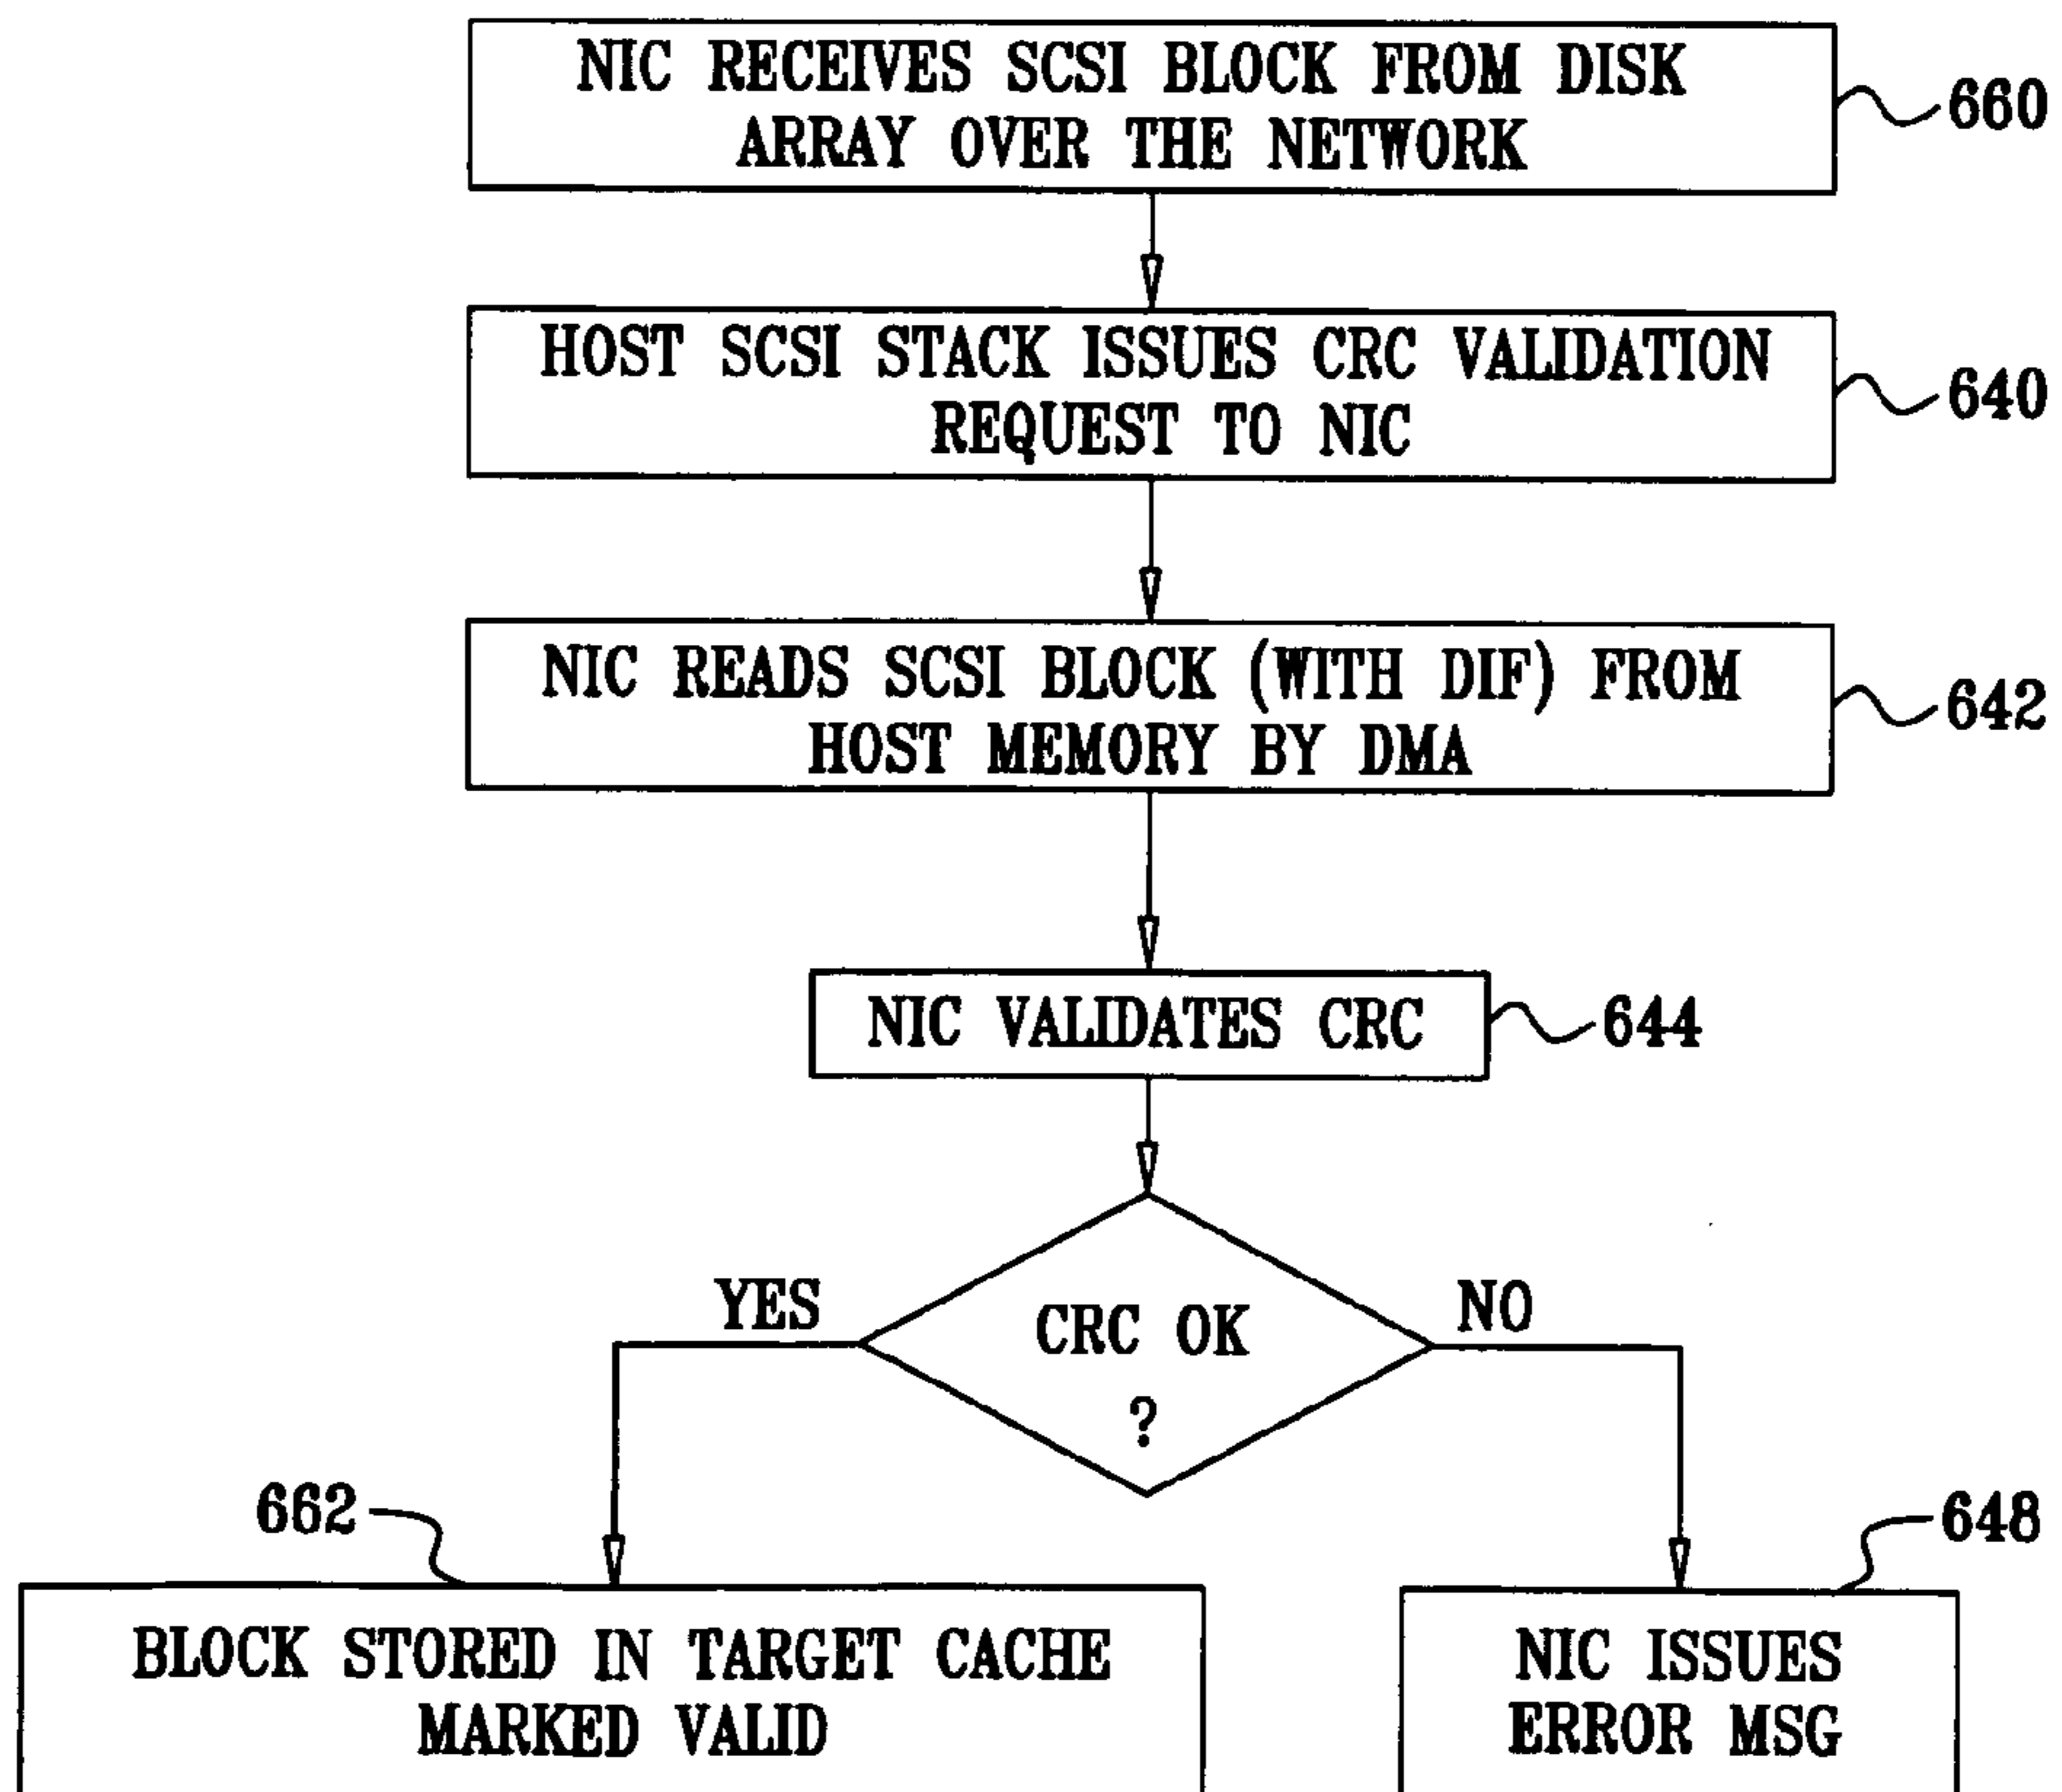 NIC RECEIVES SCSI BLOCK FROM DISK
ARRAY OVER THE NETWORK
660
HOST SCSI STACK ISSUES CRC VALIDATION
REQUEST TO NIC
640
NIC READS SCSI BLOCK (WITH DIF) FROM
HOST MEMORY BY DMA
642
NIC VALIDATES CRC
644
YES
CRC OK
?
NO
662
BLOCK STORED IN TARGET CACHE
MARKED VALID
648
NIC ISSUES
ERROR MSG